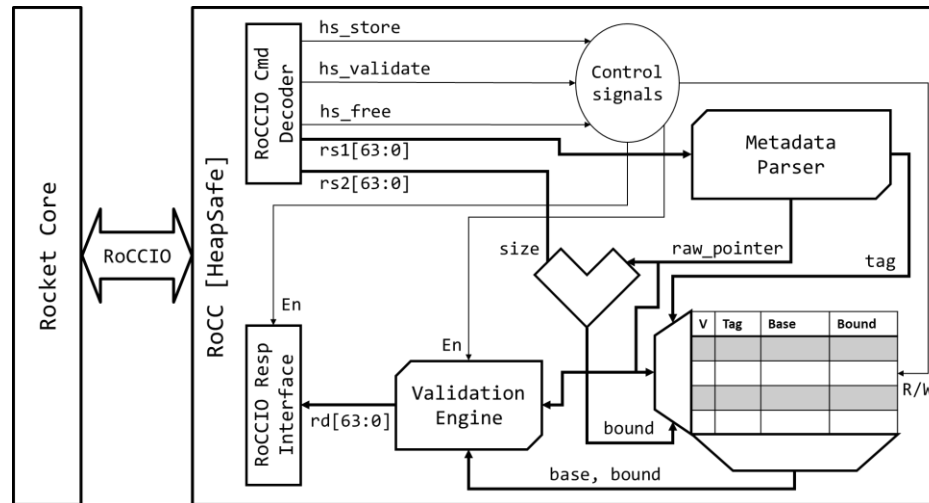 Rocket Core
RoCCIO
RoCC [HeapSafe]
RoCCIO Cmd
Decoder
hs_store
hs_validate
hs_free
rs1[63:0]
rs2[63:0]
Control
signals
Metadata
Parser
size
raw_pointer
tag
En
En
RoCCIO Resp
Interface
rd[63:0]
Validation
Engine
V Tag Base Bound
R/W
bound
base, bound